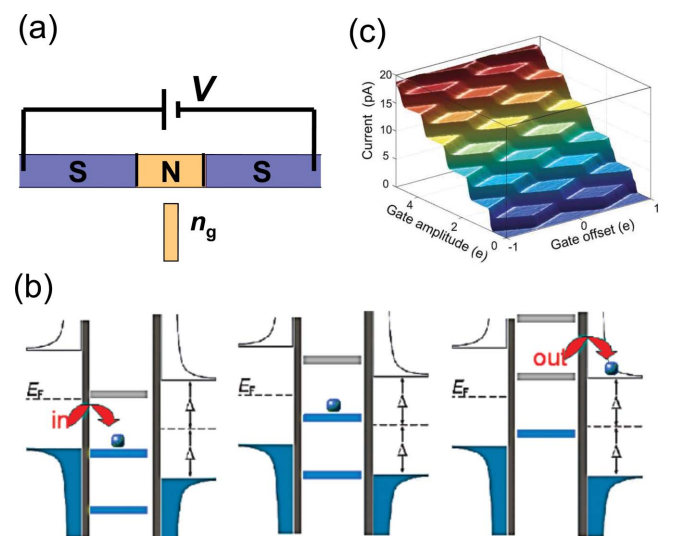 (a)
V
S N S
n_g
(c)
Current (pA)
20
15
10
5
0
Gate amplitude (e)
4
2
0
Gate offset (e)
-1
0
1
(b)
E_F
in
Δ
Δ
E_F
Δ
Δ
E_F
out
Δ
Δ